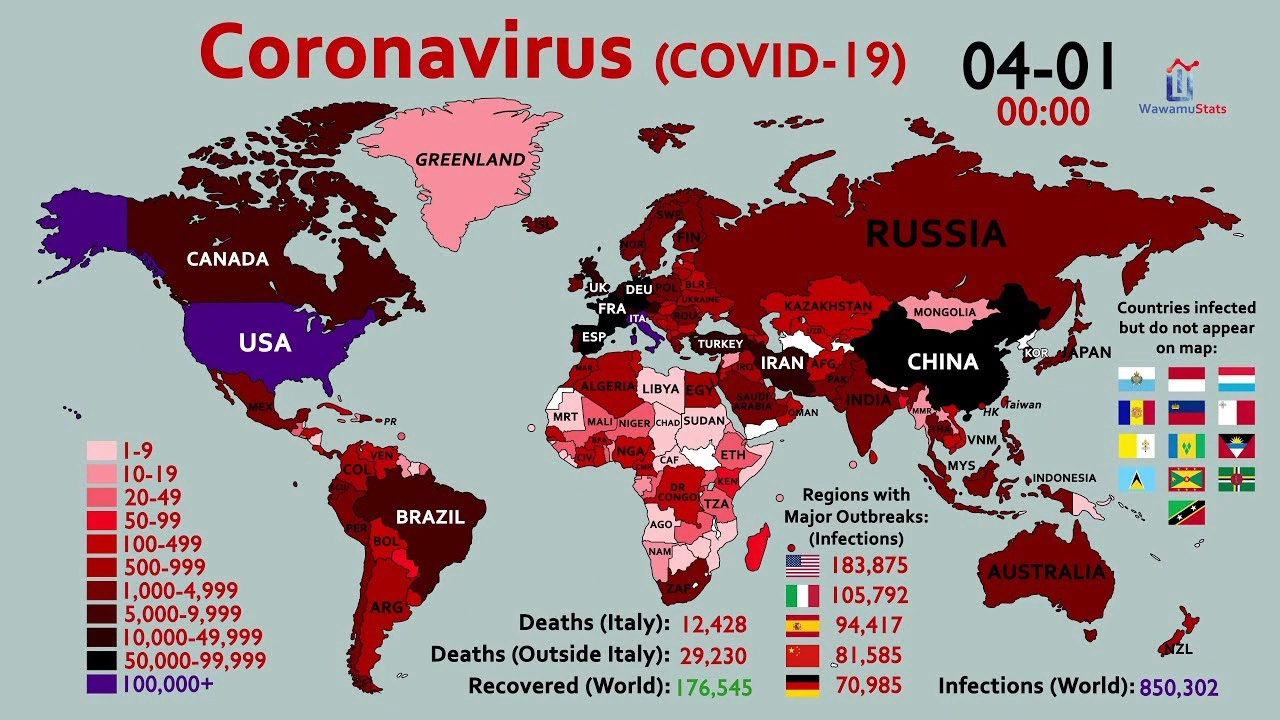 Coronavirus (COVID-19)
04-01
00:00
WawamuStats
GREENLAND
ISL
CANADA
USA
MEX
PR
VEN
COL
PER
BRAZIL
BOL
ARG
RUSSIA
SWE
NOR
FIN
UK
DEU
POL
BLR
UKRAINE
FRA
ITA
ROU
ESP
TURKEY
KAZAKHSTAN
UZB
MONGOLIA
CHINA
KOR
JAPAN
IRAN
IRQ
AFG
PAK
INDIA
SAUDI
ARABIA
OMAN
MMR
THA
HK
Taiwan
VNM
MYS
INDONESIA
AUSTRALIA
NZL
MAR
ALGERIA
LIBYA
EGY
MRT
MALI
NIGER
CHAD
SUDAN
BFA
CIV
NGA
CMR
CAF
ETH
DR
CONGO
KEN
TZA
AGO
NAM
ZAF
Countries infected
but do not appear
on map:
1-9
10-19
20-49
50-99
100-499
500-999
1,000-4,999
5,000-9,999
10,000-49,999
50,000-99,999
100,000+
Regions with
Major Outbreaks:
(Infections)
183,875
105,792
94,417
81,585
70,985
Deaths (Italy): 12,428
Deaths (Outside Italy): 29,230
Recovered (World): 176,545
Infections (World): 850,302